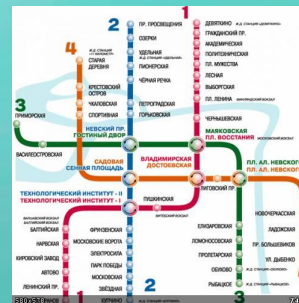 1
2
ПР. ПРОСВЕЩЕНИЯ
ОЗЕРКИ
УДЕЛЬНАЯ
ПИОНЕРСКАЯ
ЧЁРНАЯ РЕЧКА
ПЕТРОГРАДСКАЯ
ГОРЬКОВСКАЯ
ДЕВЯТКИНО
ГРАЖДАНСКИЙ ПР.
АКАДЕМИЧЕСКАЯ
ПОЛИТЕХНИЧЕСКАЯ
ПЛ. МУЖЕСТВА
ЛЕСНАЯ
ВЫБОРГСКАЯ
ПЛ. ЛЕНИНА
ЧЕРНЫШЕВСКАЯ
4
СТАРАЯ
ДЕРЕВНЯ
КРЕСТОВСКИЙ
ОСТРОВ
ЧКАЛОВСКАЯ
СПОРТИВНАЯ
3
ПРИМОРСКАЯ
ВАСИЛЕОСТРОВСКАЯ
НЕВСКИЙ ПР.
ГОСТИНЫЙ ДВОР
МАЯКОВСКАЯ
ПЛ. ВОССТАНИЯ
САДОВАЯ
СЕННАЯ ПЛОЩАДЬ
ВЛАДИМИРСКАЯ
ДОСТОЕВСКАЯ
ПЛ. АЛ. НЕВСКОГО
ПЛ. АЛ. НЕВСКОГО
ЛИГОВСКИЙ ПР.
ТЕХНОЛОГИЧЕСКИЙ ИНСТИТУТ - II
ТЕХНОЛОГИЧЕСКИЙ ИНСТИТУТ - I
ПУШКИНСКАЯ
БАЛТИЙСКАЯ
НАРВСКАЯ
КИРОВСКИЙ ЗАВОД
АВТОВО
ЛЕНИНСКИЙ ПР.
ФРУНЗЕНСКАЯ
МОСКОВСКИЕ ВОРОТА
ЭЛЕКТРОСИЛА
ПАРК ПОБЕДЫ
МОСКОВСКАЯ
ЗВЁЗДНАЯ
КУПЧИНО
2
ЕЛИЗАРОВСКАЯ
ЛОМОНОСОВСКАЯ
ПРОЛЕТАРСКАЯ
ОБУХОВО
РЫБАЦКОЕ
3
НОВОЧЕРКАССКАЯ
ЛАДОЖСКАЯ
ПР. БОЛЬШЕВИКОВ
УЛ. ДЫБЕНКО
4